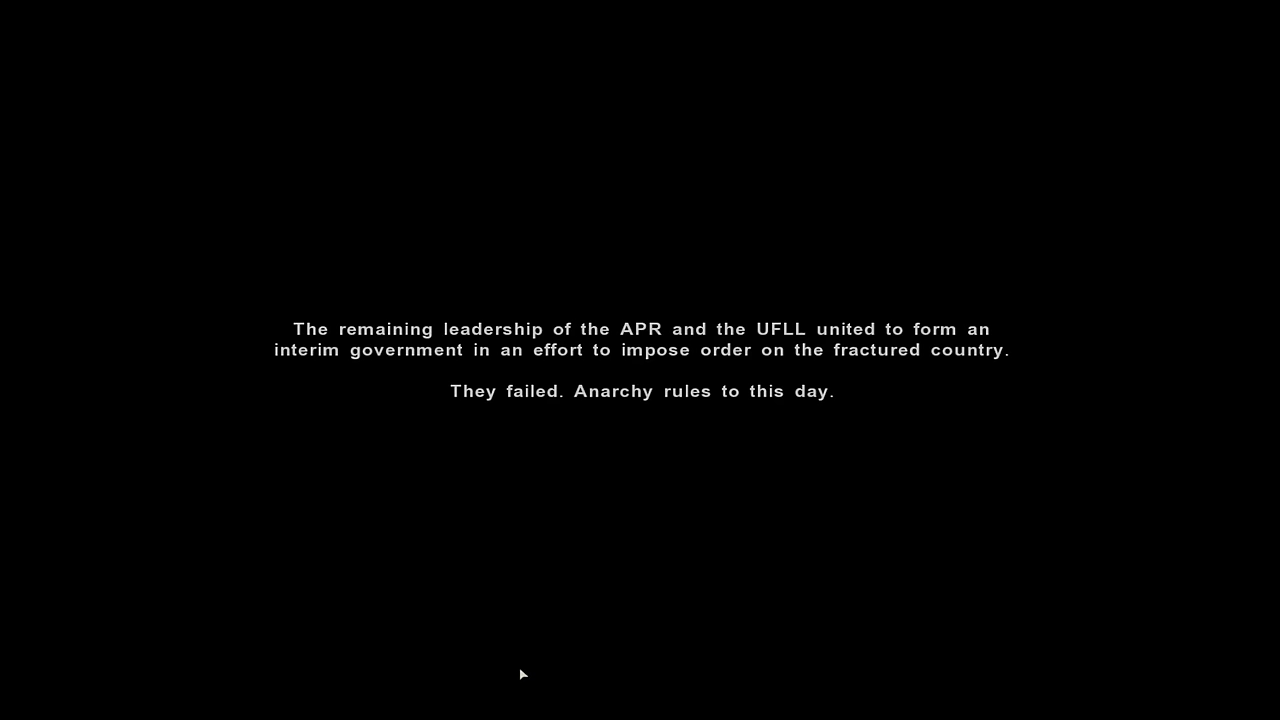 The remaining leadership of the APR and the UFLL united to form an
interim government in an effort to impose order on the fractured country.
They failed. Anarchy rules to this day.